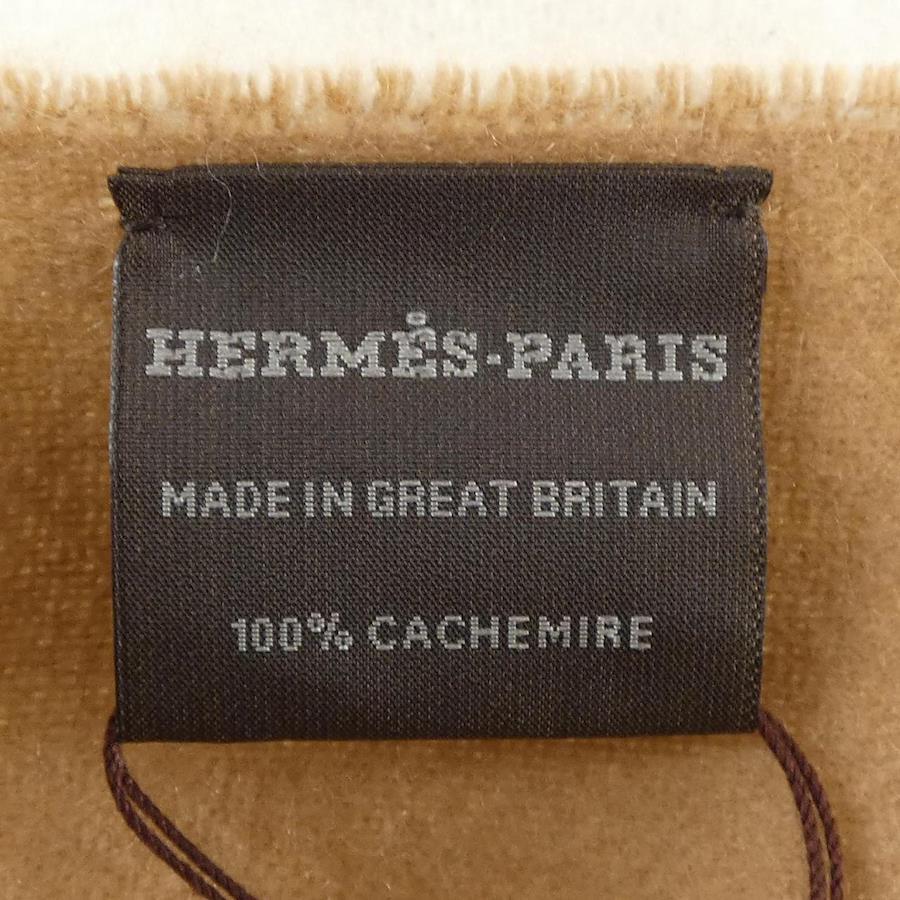 HERMÈS-PARIS
MADE IN GREAT BRITAIN
100% CACHEMIRE